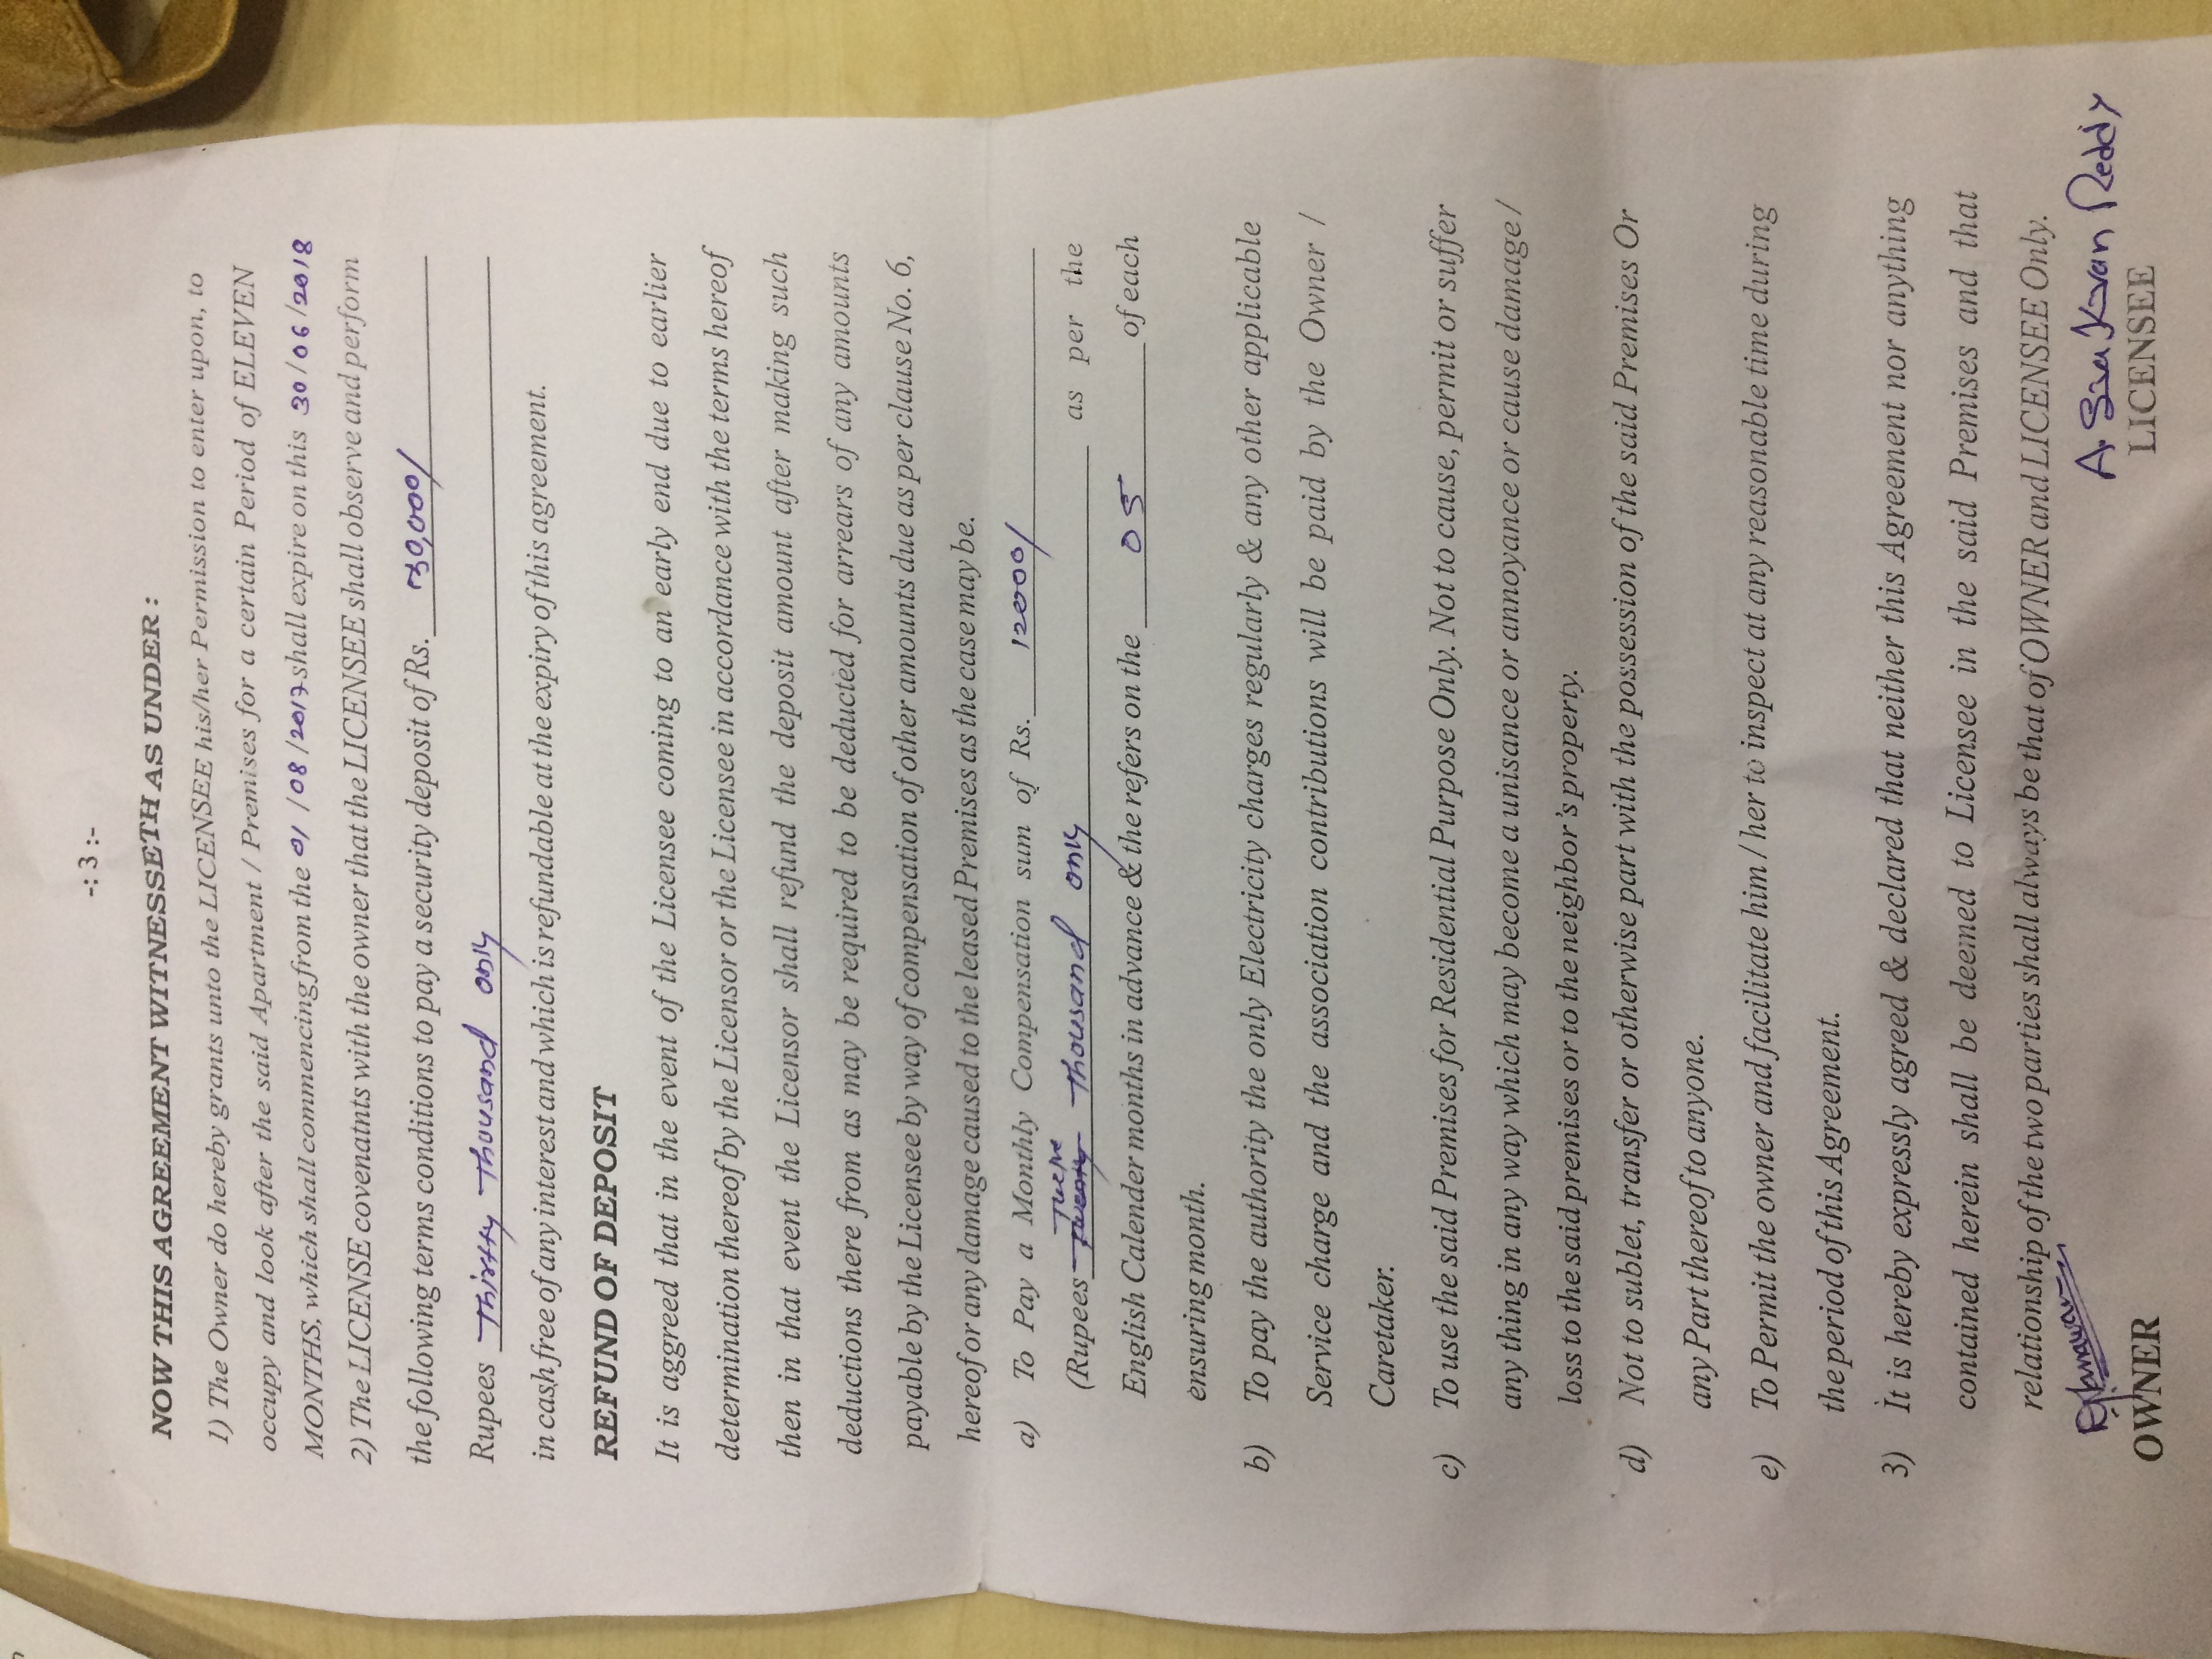 -: 3 :-
NOW THIS AGREEMENT WITNESSETH AS UNDER :
1) The Owner do hereby grants unto the LICENSEE his/her Permission to enter upon, to
occupy and look after the said Apartment / Premises for a certain Period of ELEVEN
MONTHS, which shall commencing from the 01/08/2017 shall expire on this 30/06/2018
2) The LICENSE covenatnts with the owner that the LICENSEE shall observe and perform
the following terms conditions to pay a security deposit of Rs. 30,000/
Rupees Thirty Thousand only
in cash free of any interest and which is refundable at the expiry of this agreement.
REFUND OF DEPOSIT
It is aggreed that in the event of the Licensee coming to an early end due to earlier
determination thereof by the Licensor or the Licensee in accordance with the terms hereof
then in that event the Licensor shall refund the deposit amount after making such
deductions there from as may be required to be deducted for arrears of any amounts
payable by the Licensee by way of compensation of other amounts due as per clause No. 6,
hereof or any damage caused to the leased Premises as the case may be.
a) To Pay a Monthly Compensation sum of Rs. 12000/
(Rupees Twenty Twelve Thousand only as per the
English Calender months in advance & the refers on the 05 of each
ensuring month.
b) To pay the authority the only Electricity charges regularly & any other applicable
Service charge and the association contributions will be paid by the Owner /
Caretaker.
c) To use the said Premises for Residential Purpose Only. Not to cause, permit or suffer
any thing in any way which may become a unisance or annoyance or cause damage /
loss to the said premises or to the neighbor's property.
d) Not to sublet, transfer or otherwise part with the possession of the said Premises Or
any Part thereof to anyone.
e) To Permit the owner and facilitate him / her to inspect at any reasonable time during
the period of this Agreement.
3) It is hereby expressly agreed & declared that neither this Agreement nor anything
contained herein shall be deemed to Licensee in the said Premises and that
relationship of the two parties shall always be that of OWNER and LICENSEE Only.
Reddy
OWNER LICENSEE